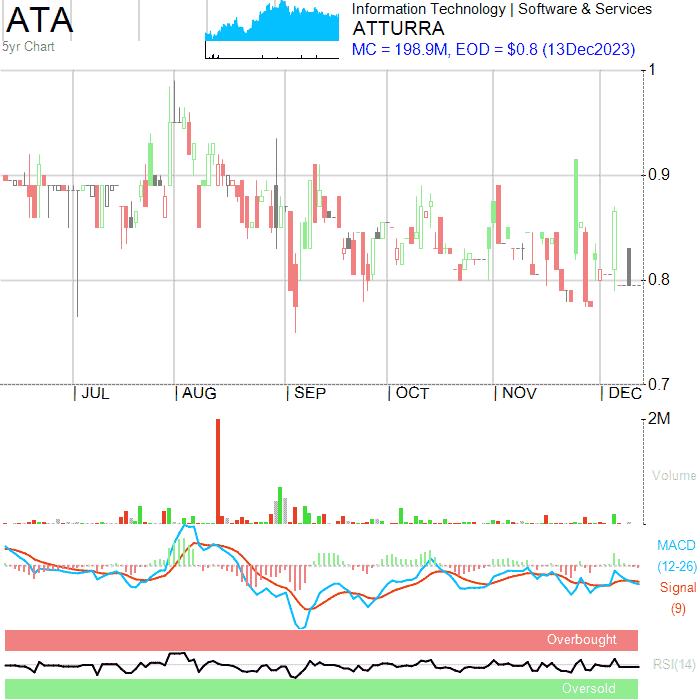 ATA
5yr Chart
Information Technology | Software & Services
ATTURRA
MC = 198.9M, EOD = $0.8 (13Dec2023)
1
0.9
0.8
0.7
| JUL | AUG | SEP | OCT | NOV | DEC
2M
Volume
MACD
(12-26)
Signal
(9)
Overbought
RSI(14)
Oversold